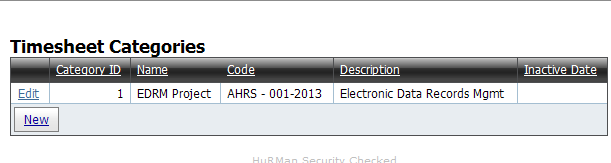 Timesheet Categories
Category ID Name Code Description Inactive Date
Edit 1 EDRM Project AHRS - 001-2013 Electronic Data Records Mgmt
New
HuRMan Security Checked